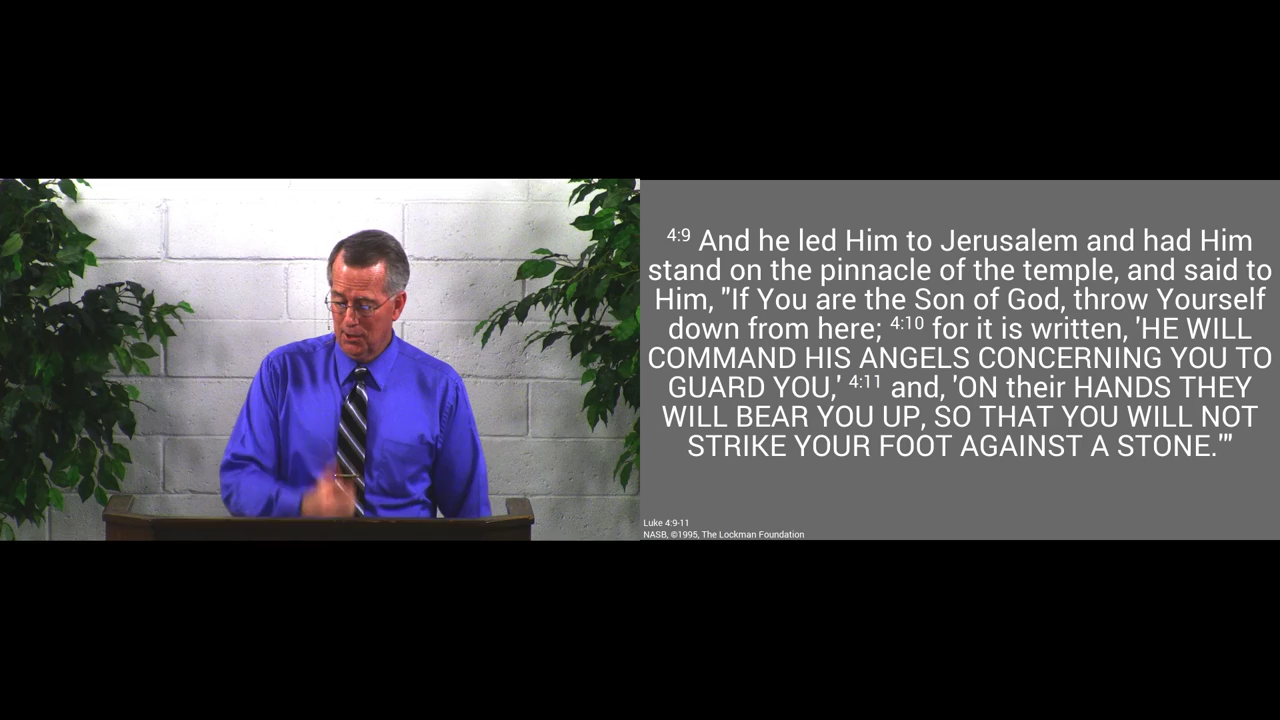 4:9 And he led Him to Jerusalem and had Him
stand on the pinnacle of the temple, and said to
Him, "If You are the Son of God, throw Yourself
down from here; 4:10 for it is written, 'HE WILL
COMMAND HIS ANGELS CONCERNING YOU TO
GUARD YOU,' 4:11 and, 'ON their HANDS THEY
WILL BEAR YOU UP, SO THAT YOU WILL NOT
STRIKE YOUR FOOT AGAINST A STONE.'"
Luke 4:9-11
NASB, ©1995, The Lockman Foundation